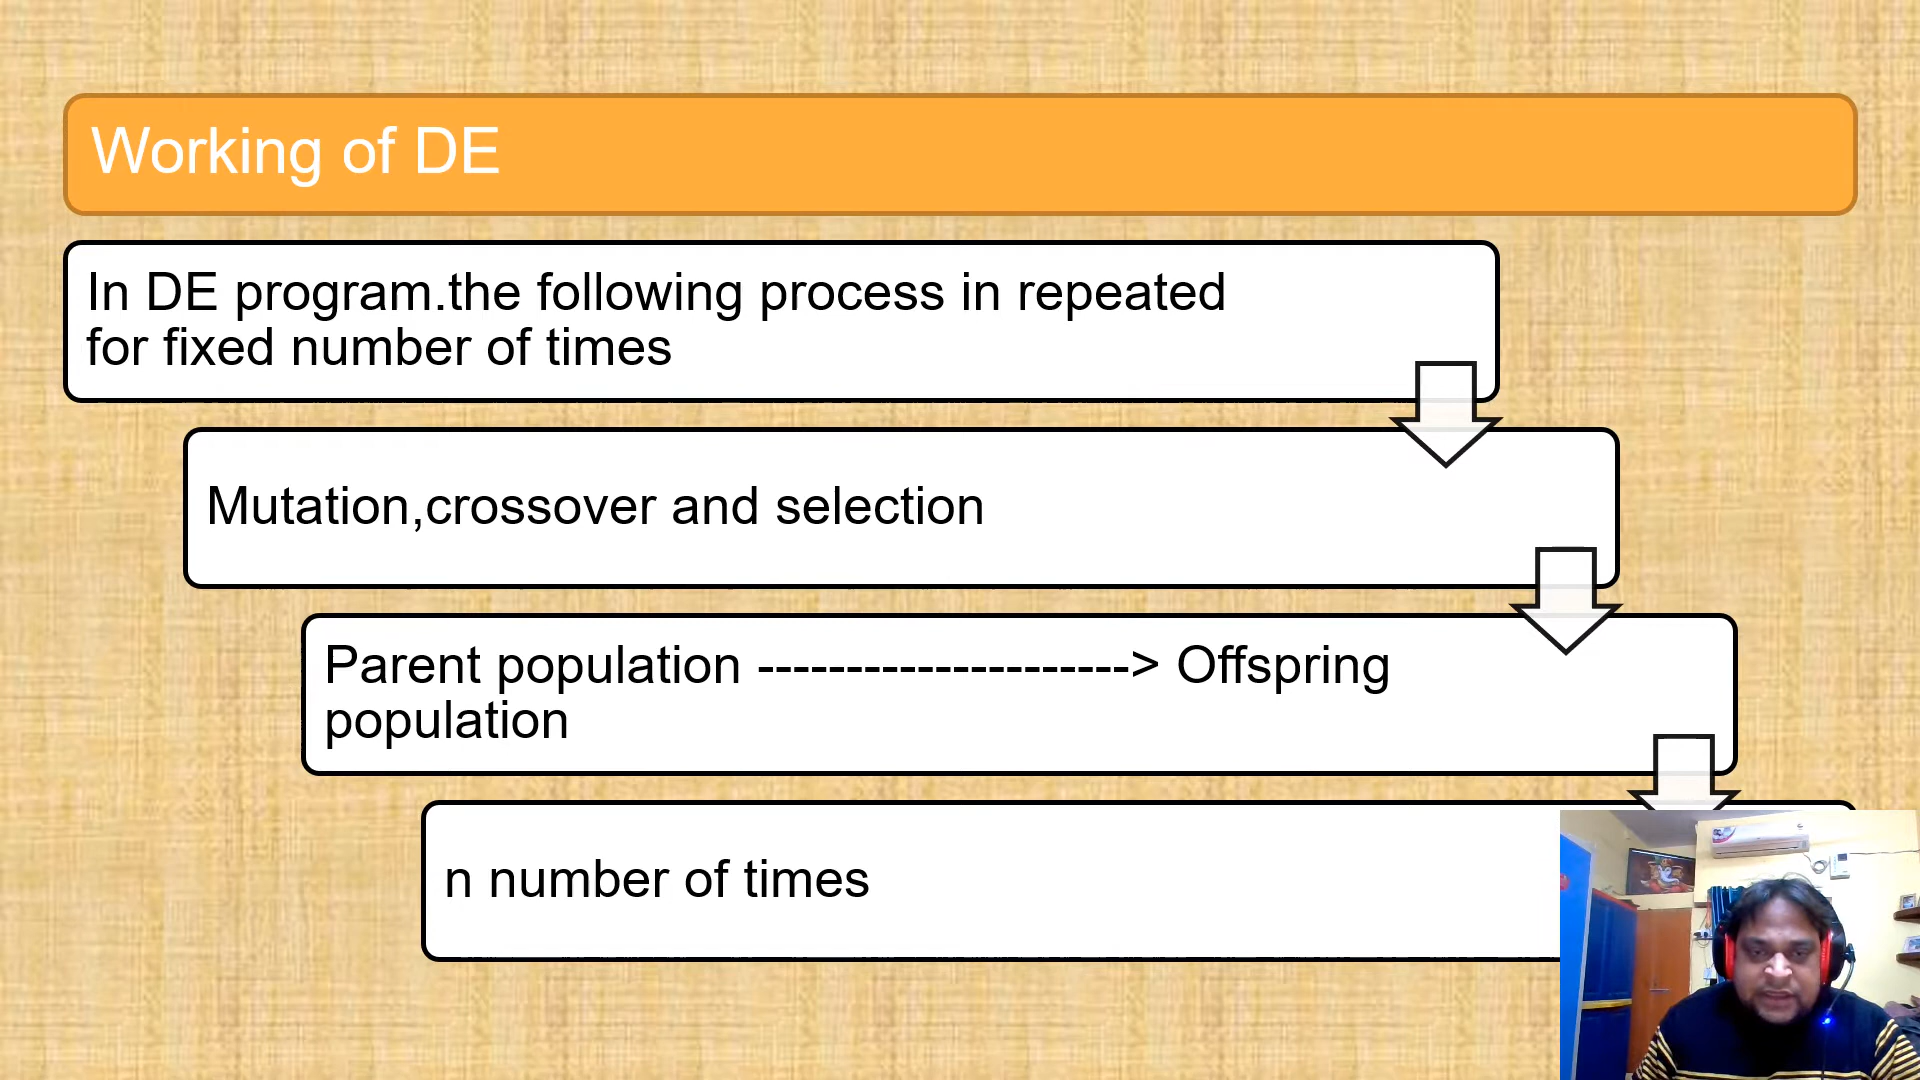 Working of DE
In DE program.the following process in repeated
for fixed number of times
Mutation,crossover and selection
Parent population ---------------------> Offspring
population
n number of times